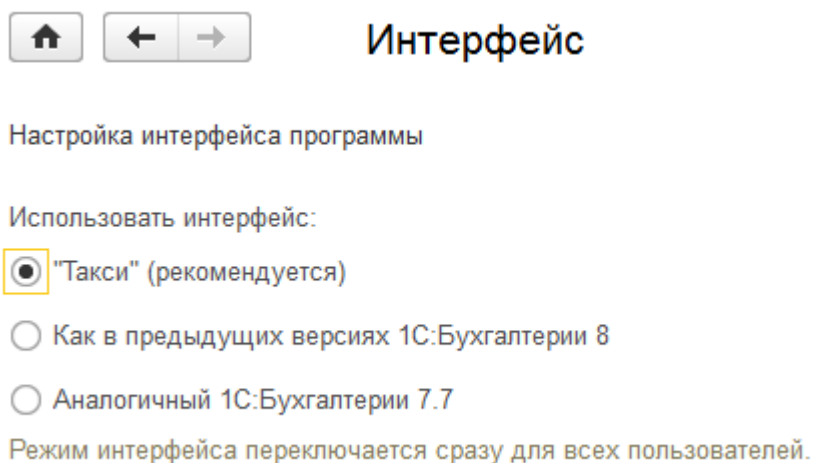 Интерфейс
Настройка интерфейса программы
Использовать интерфейс:
"Такси" (рекомендуется)
Как в предыдущих версиях 1С:Бухгалтерии 8
Аналогичный 1С:Бухгалтерии 7.7
Режим интерфейса переключается сразу для всех пользователей.